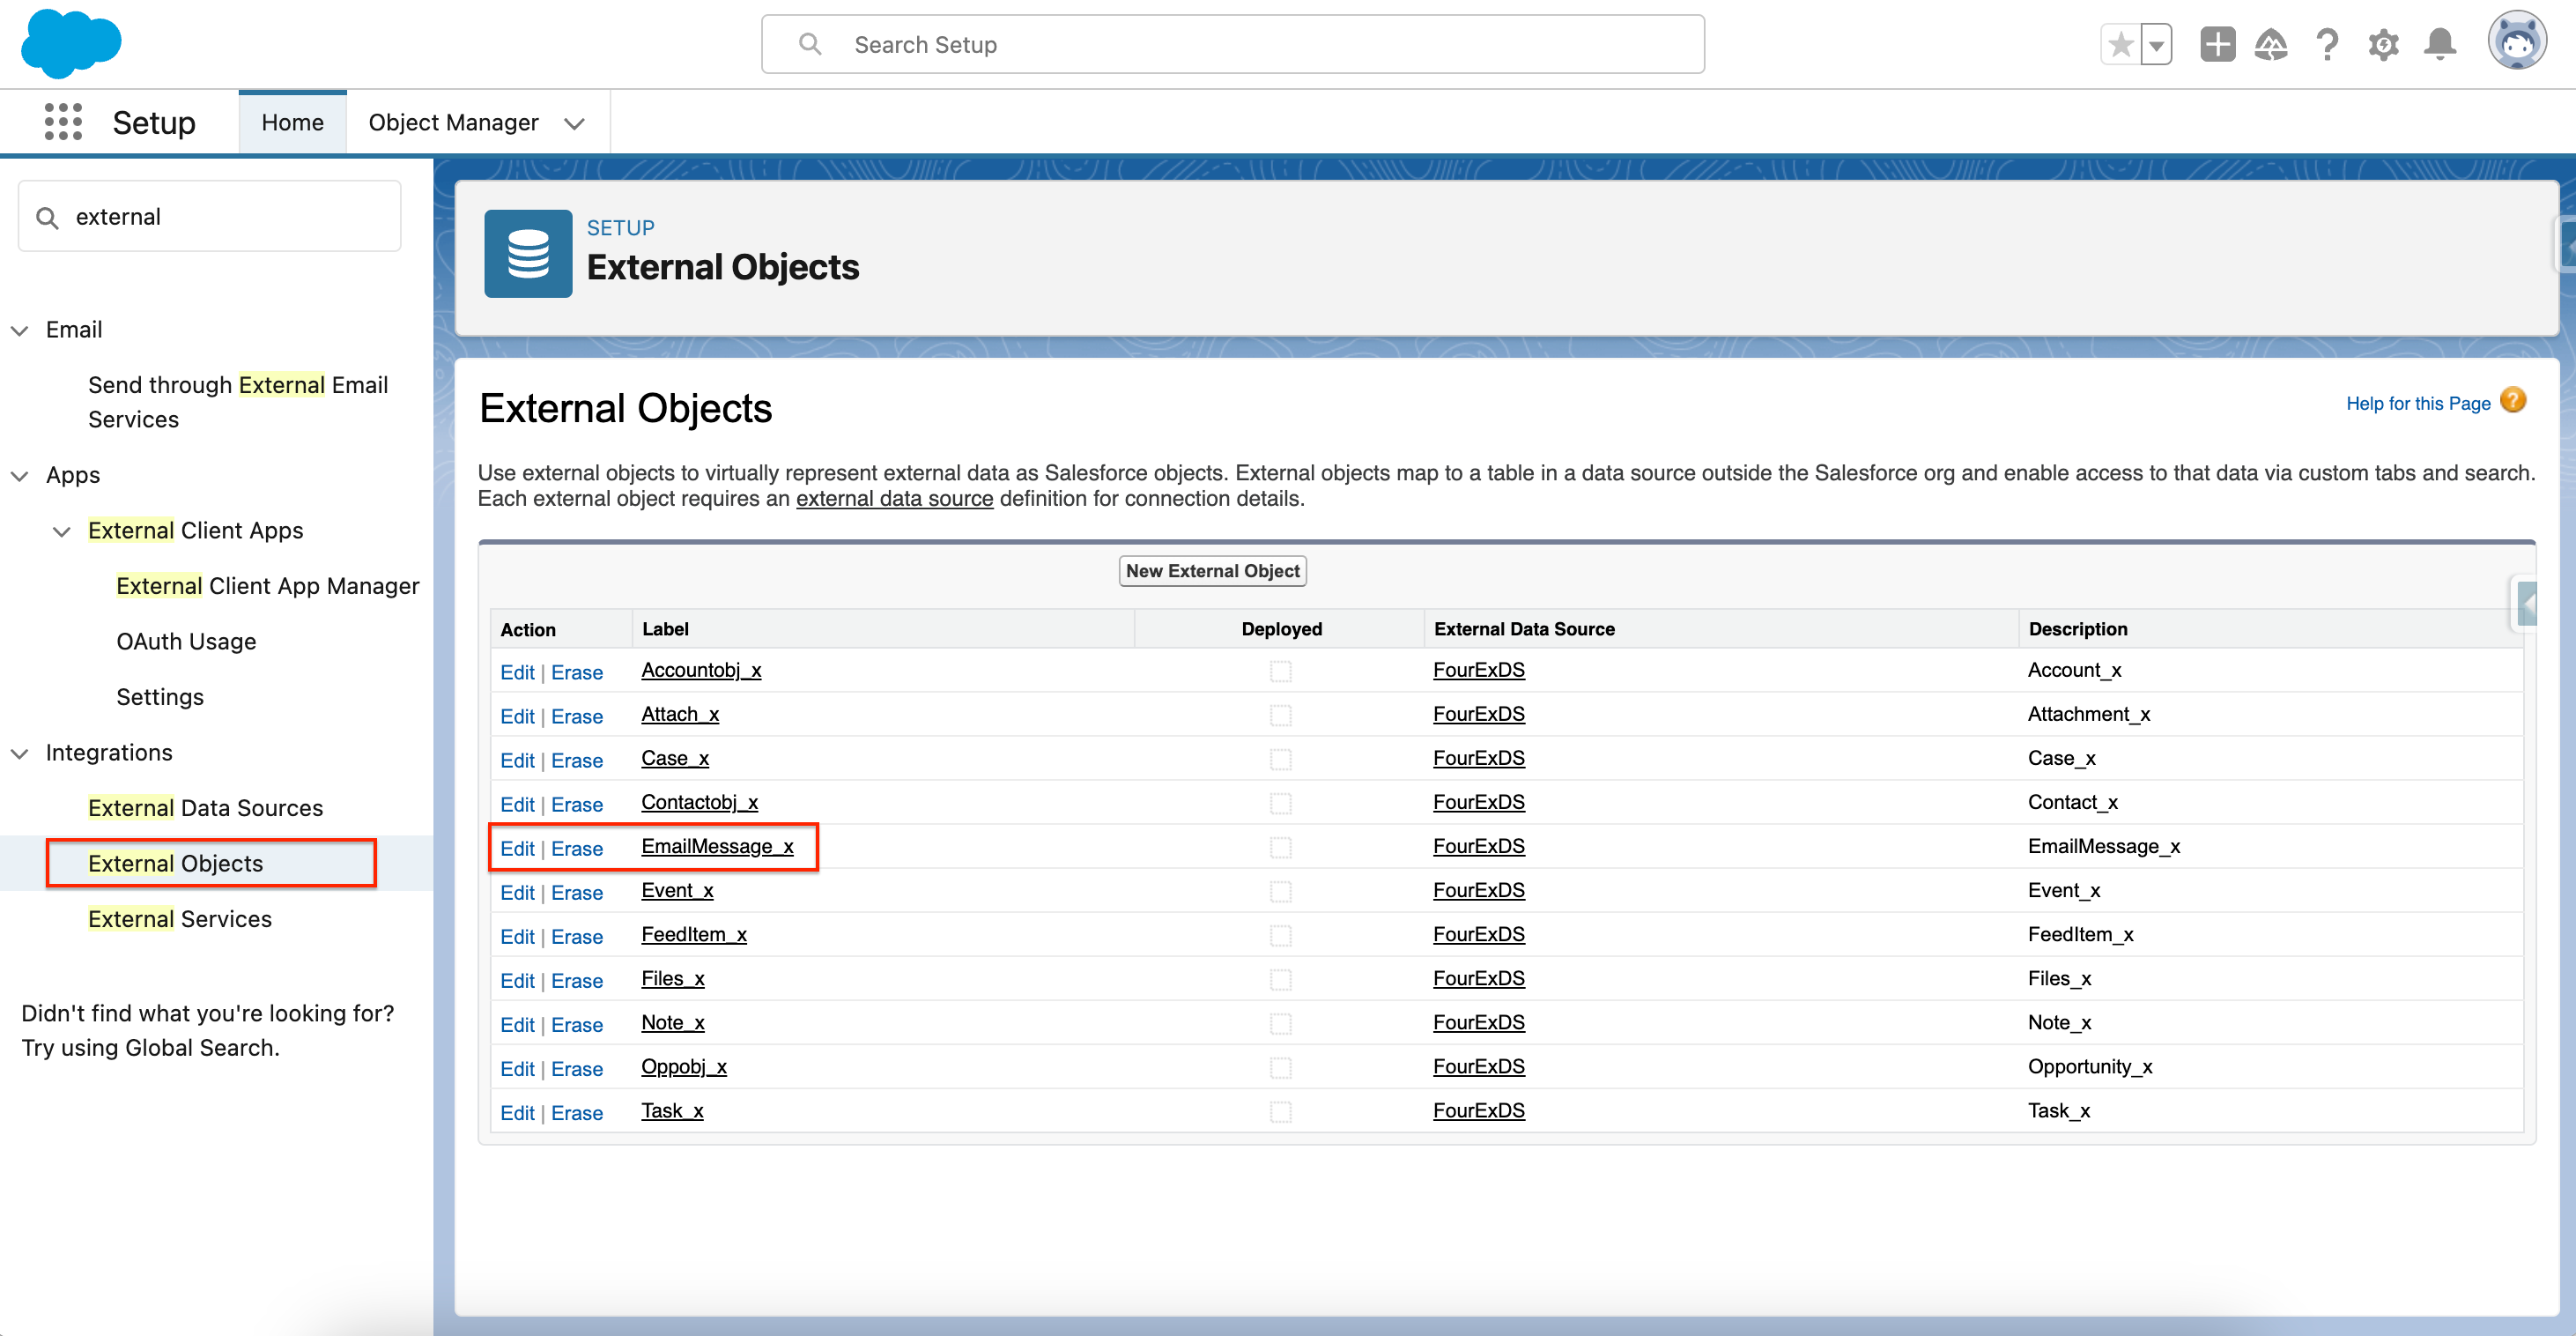 Search Setup
Setup
Home
Object Manager
external
Email
Send through External Email
Services
Apps
External Client Apps
External Client App Manager
OAuth Usage
Settings
Integrations
External Data Sources
External Objects
External Services
Didn't find what you're looking for?
Try using Global Search.
SETUP
External Objects
External Objects
Help for this Page ?
Use external objects to virtually represent external data as Salesforce objects. External objects map to a table in a data source outside the Salesforce org and enable access to that data via custom tabs and search.
Each external object requires an external data source definition for connection details.
New External Object
Action Label Deployed External Data Source Description
Edit | Erase Accountobj_x FourExDS Account_x
Edit | Erase Attach_x FourExDS Attachment_x
Edit | Erase Case_x FourExDS Case_x
Edit | Erase Contactobj_x FourExDS Contact_x
Edit | Erase EmailMessage_x FourExDS EmailMessage_x
Edit | Erase Event_x FourExDS Event_x
Edit | Erase FeedItem_x FourExDS FeedItem_x
Edit | Erase Files_x FourExDS Files_x
Edit | Erase Note_x FourExDS Note_x
Edit | Erase Oppobj_x FourExDS Opportunity_x
Edit | Erase Task_x FourExDS Task_x